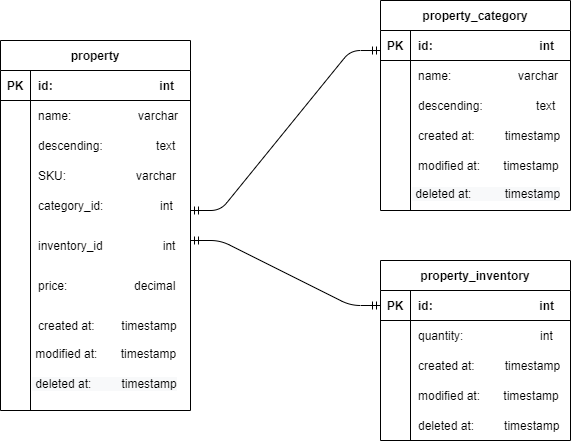 property
PK id: int
name: varchar
descending: text
SKU: varchar
category_id: int
inventory_id int
price: decimal
created at: timestamp
modified at: timestamp
deleted at: timestamp
property_category
PK id: int
name: varchar
descending: text
created at: timestamp
modified at: timestamp
deleted at: timestamp
property_inventory
PK id: int
quantity: int
created at: timestamp
modified at: timestamp
deleted at: timestamp